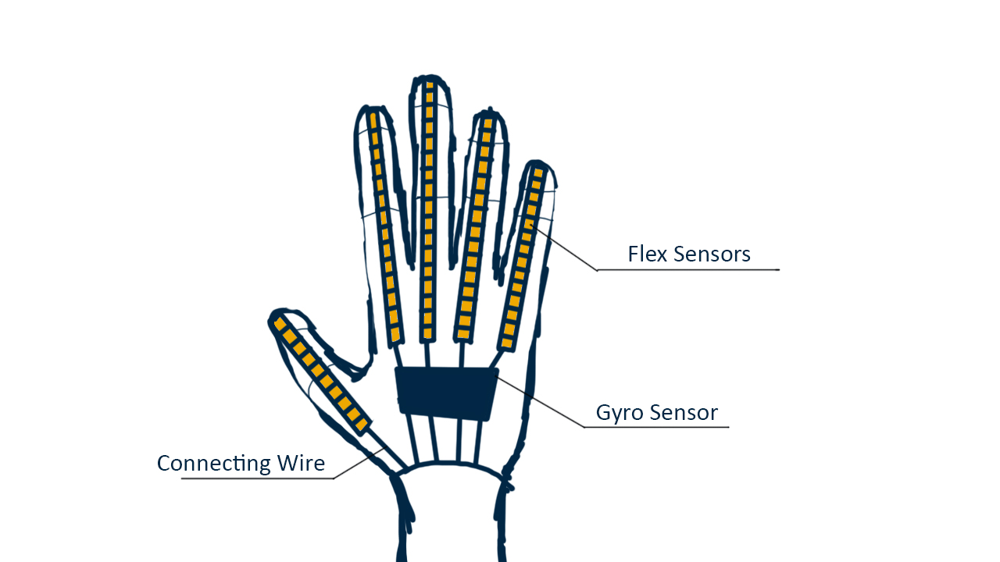 Flex Sensors
Gyro Sensor
Connecting Wire